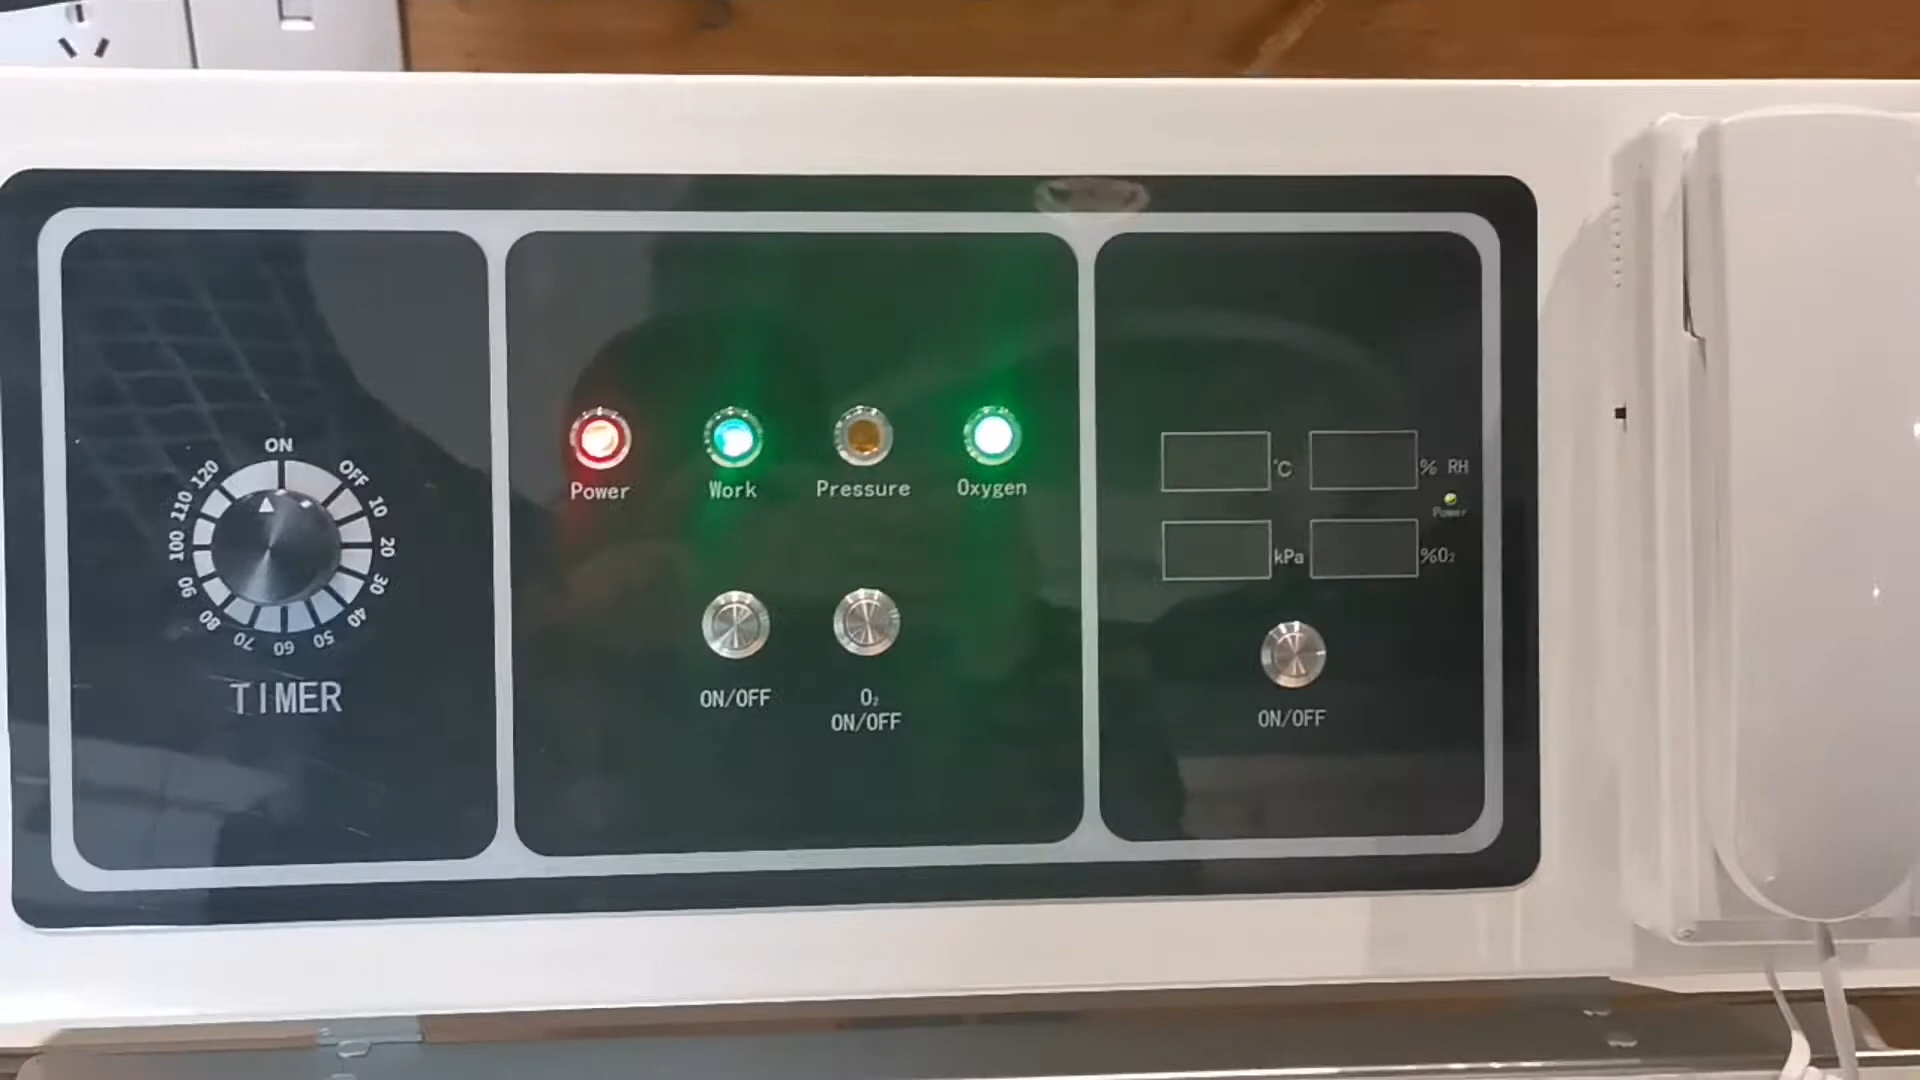 ON
OFF
10
20
30
40
50
60
70
80
90
100
110
120
TIMER
Power
Work
Pressure
Oxygen
ON/OFF
O₂
ON/OFF
℃
% RH
Power
kPa
%O₂
ON/OFF